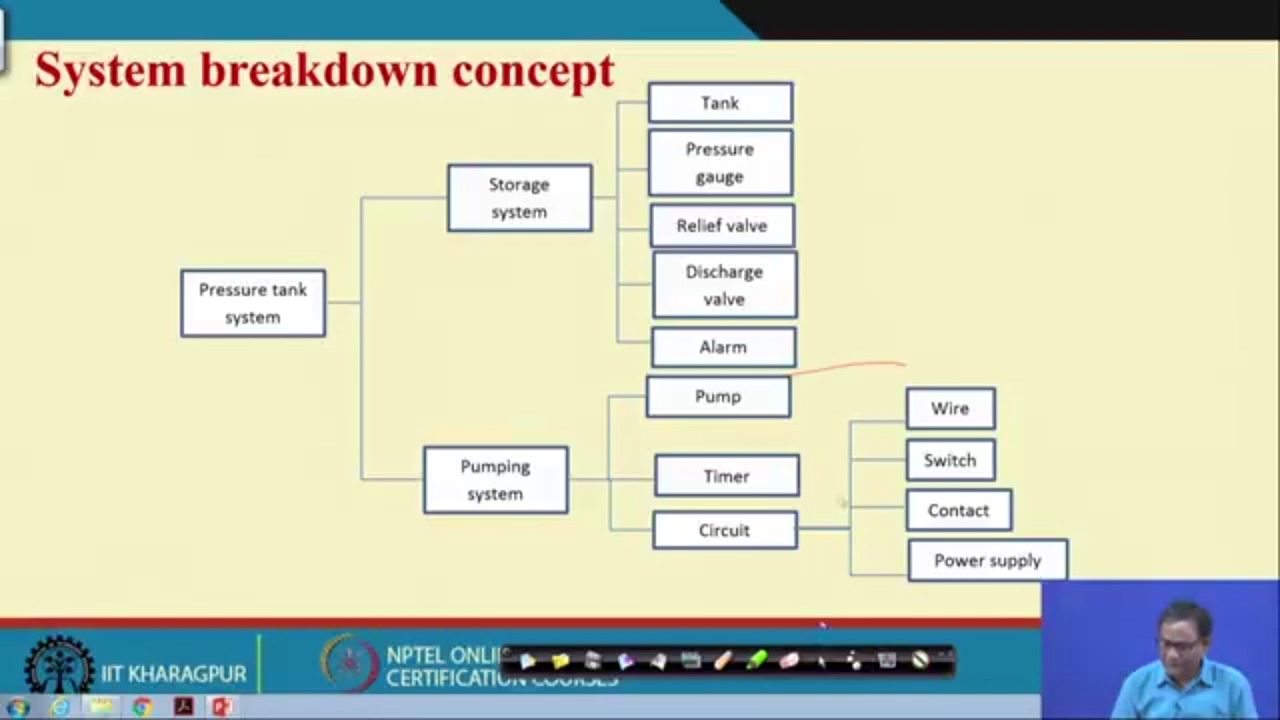 System breakdown concept
Tank
Pressure
gauge
Storage
system
Relief valve
Discharge
valve
Pressure tank
system
Alarm
Pump
Wire
Switch
Pumping
system
Timer
Contact
Circuit
Power supply
IIT KHARAGPUR
NPTEL
CERTIFICATION COURSES